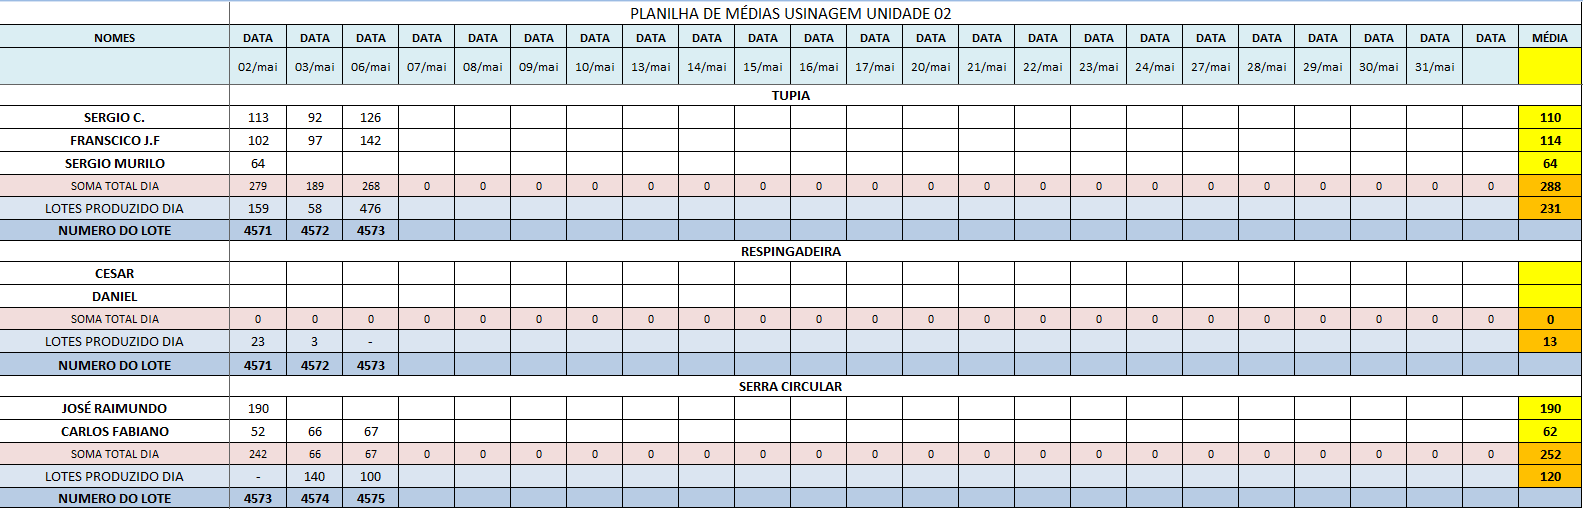 PLANILHA DE MÉDIAS USINAGEM UNIDADE 02
NOMES DATA DATA DATA DATA DATA DATA DATA DATA DATA DATA DATA DATA DATA DATA DATA DATA DATA DATA DATA DATA DATA DATA DATA MÉDIA
02/mai 03/mai 06/mai 07/mai 08/mai 09/mai 10/mai 13/mai 14/mai 15/mai 16/mai 17/mai 20/mai 21/mai 22/mai 23/mai 24/mai 27/mai 28/mai 29/mai 30/mai 31/mai
TUPIA
SERGIO C. 113 92 126 110
FRANSCICO J.F 102 97 142 114
SERGIO MURILO 64 64
SOMA TOTAL DIA 279 189 268 0 0 0 0 0 0 0 0 0 0 0 0 0 0 0 0 0 0 0 0 288
LOTES PRODUZIDO DIA 159 58 476 231
NUMERO DO LOTE 4571 4572 4573
RESPINGADEIRA
CESAR
DANIEL
SOMA TOTAL DIA 0 0 0 0 0 0 0 0 0 0 0 0 0 0 0 0 0 0 0 0 0 0 0 0
LOTES PRODUZIDO DIA 23 3 - 13
NUMERO DO LOTE 4571 4572 4573
SERRA CIRCULAR
JOSÉ RAIMUNDO 190 190
CARLOS FABIANO 52 66 67 62
SOMA TOTAL DIA 242 66 67 0 0 0 0 0 0 0 0 0 0 0 0 0 0 0 0 0 0 0 0 252
LOTES PRODUZIDO DIA - 140 100 120
NUMERO DO LOTE 4573 4574 4575